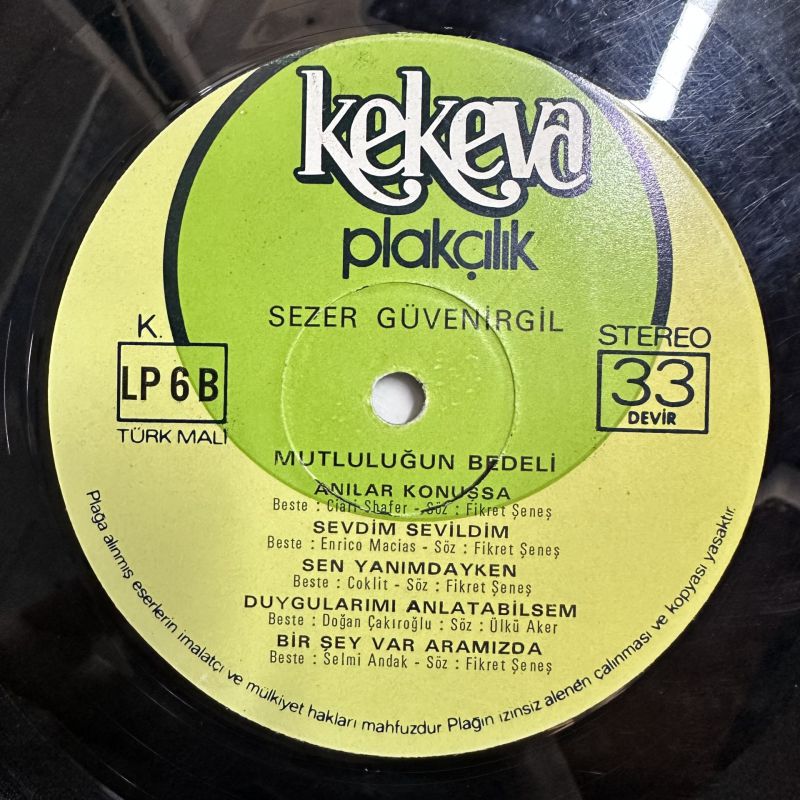 kekeva
plakçılık
SEZER GÜVENİRGİL
K.
LP 6 B
TÜRK MALI
STEREO
33
DEVİR
MUTLULUĞUN BEDELİ
ANILAR KONUŞSA
Beste : Ciari Shafer - Söz : Fikret Şeneş
SEVDİM SEVİLDİM
Beste : Enrico Macias - Söz : Fikret Şeneş
SEN YANIMDAYKEN
Beste : Coklit - Söz : Fikret Şeneş
DUYGULARIMI ANLATABİLSEM
Beste : Doğan Çakıroğlu : Söz : Ülkü Aker
BİR ŞEY VAR ARAMIZDA
Beste : Selmi Andak - Söz : Fikret Şeneş
Plağa alınmış eserlerin imalatçı ve mülkiyet hakları mahfuzdur Plağın izinsiz alenen çalınması ve kopyası yasaktır.